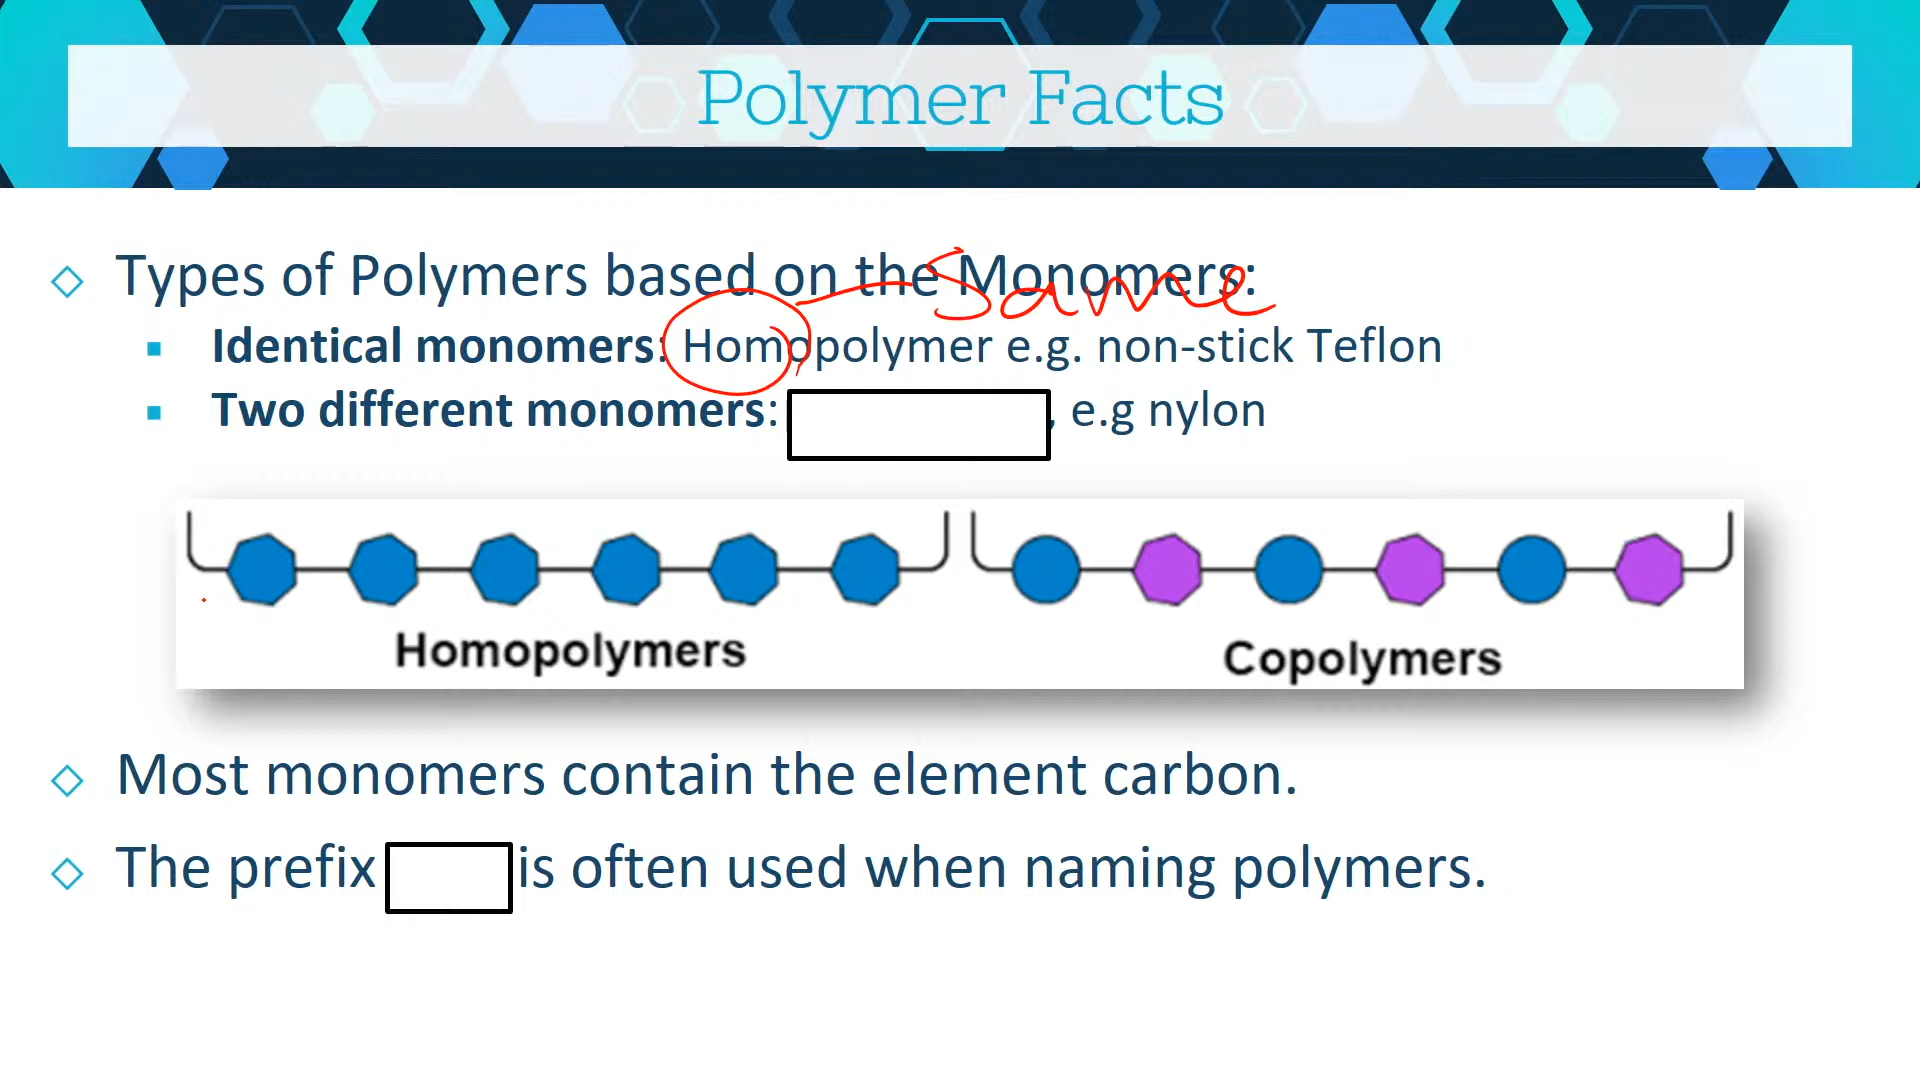 Polymer Facts
Types of Polymers based on the Monomers:
Same
Identical monomers: Homopolymer e.g. non-stick Teflon
Two different monomers: , e.g nylon
Homopolymers
Copolymers
Most monomers contain the element carbon.
The prefix is often used when naming polymers.